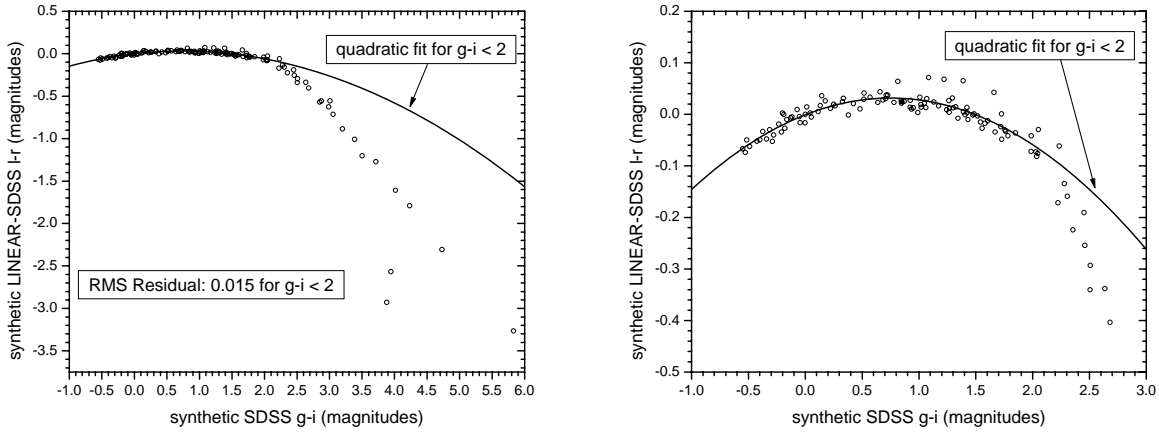 0.5
0.0
-0.5
-1.0
-1.5
-2.0
-2.5
-3.0
-3.5
synthetic LINEAR-SDSS l-r (magnitudes)
quadratic fit for g-i < 2
RMS Residual: 0.015 for g-i < 2
-1.0 -0.5 0.0 0.5 1.0 1.5 2.0 2.5 3.0 3.5 4.0 4.5 5.0 5.5 6.0
synthetic SDSS g-i (magnitudes)
0.2
0.1
0.0
-0.1
-0.2
-0.3
-0.4
-0.5
synthetic LINEAR-SDSS l-r (magnitudes)
quadratic fit for g-i < 2
-1.0 -0.5 0.0 0.5 1.0 1.5 2.0 2.5 3.0
synthetic SDSS g-i (magnitudes)